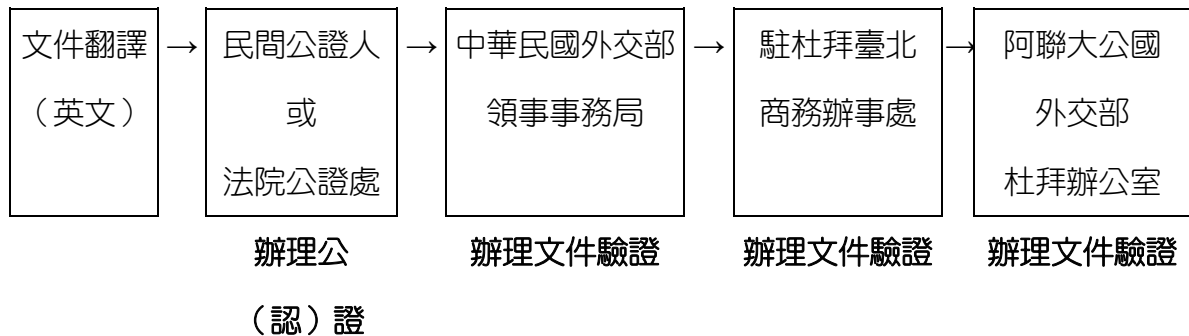 文件翻譯
（英文）
→
民間公證人
或
法院公證處
→
中華民國外交部
領事事務局
→
駐杜拜臺北
商務辦事處
→
阿聯大公國
外交部
杜拜辦公室
辦理公
（認）證
辦理文件驗證
辦理文件驗證
辦理文件驗證